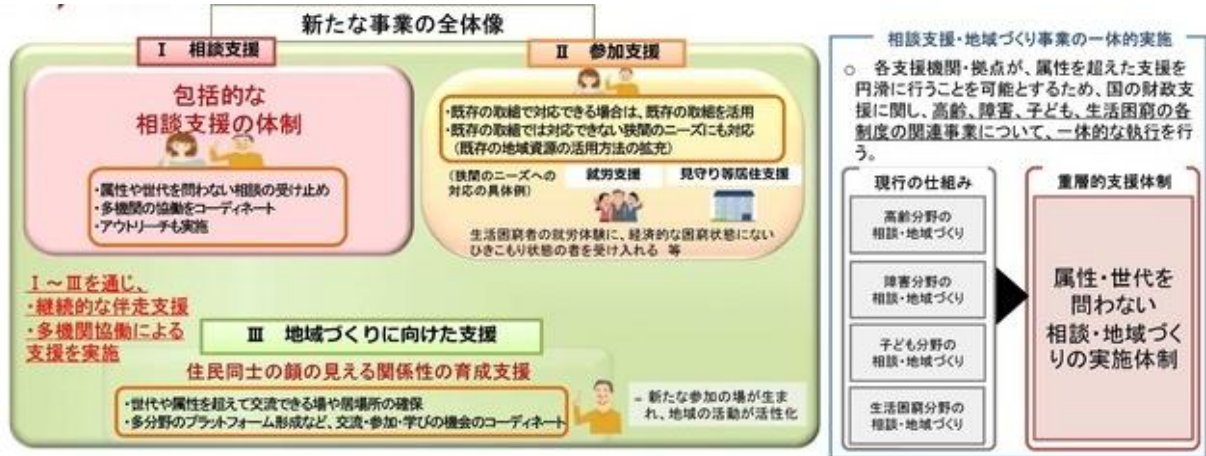 新たな事業の全体像
Ⅰ 相談支援
包括的な
相談支援の体制
・属性や世代を問わない相談の受け止め
・多機関の協働をコーディネート
・アウトリーチも実施
Ⅱ 参加支援
・既存の取組で対応できる場合は、既存の取組を活用
・既存の取組では対応できない狭間のニーズにも対応
(既存の地域資源の活用方法の拡充)
(狭間のニーズへの
対応の具体例)
就労支援
見守り等居住支援
生活困窮者の就労体験に、経済的な困窮状態にない
ひきこもり状態の者を受け入れる 等
Ⅰ～Ⅲを通じ、
・継続的な伴走支援
・多機関協働による
支援を実施
Ⅲ 地域づくりに向けた支援
住民同士の顔の見える関係性の育成支援
・世代や属性を超えて交流できる場や居場所の確保
・多分野のプラットフォーム形成など、交流・参加・学びの機会のコーディネート
新たな参加の場が生ま
れ、地域の活動が活性化
相談支援・地域づくり事業の一体的実施
○ 各支援機関・拠点が、属性を超えた支援を
円滑に行うことを可能とするため、国の財政支
援に関し、高齢、障害、子ども、生活困窮の各
制度の関連事業について、一体的な執行を行
う。
現行の仕組み
高齢分野の
相談・地域づくり
障害分野の
相談・地域づくり
子ども分野の
相談・地域づくり
生活困窮分野の
相談・地域づくり
重層的支援体制
属性・世代を
問わない
相談・地域づく
りの実施体制